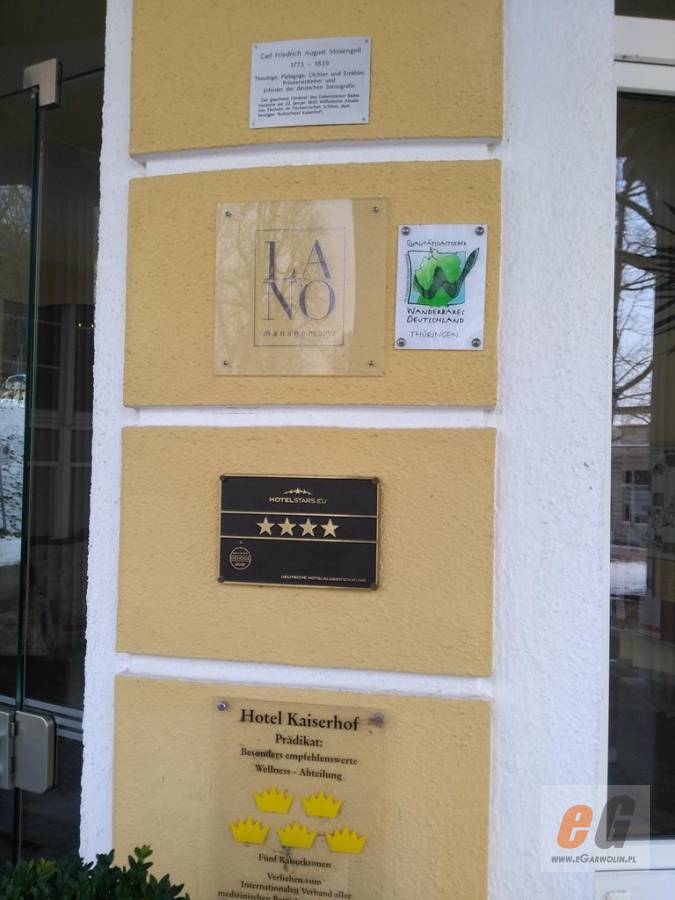 Carl Friedrich August Mosengeil
1773 - 1839
Theologe, Pädagoge, Dichter und Erzähler,
Prinzenerzieher und
Erfinder der deutschen Stenografie
LA
NO
management
QUALITÄTSGASTGEBER
WANDERBARES
DEUTSCHLAND
THÜRINGEN
HOTELSTARS.EU
DEHOGA
DEUTSCHE HOTELKLASSIFIZIERUNG
Hotel Kaiserhof
Prädikat:
Besonders empfehlenswerte
Wellness - Abteilung
Fünf Kaiserkronen
Verliehen vom
Internationalen Verband aller
eG
www.eGarwolin.pl